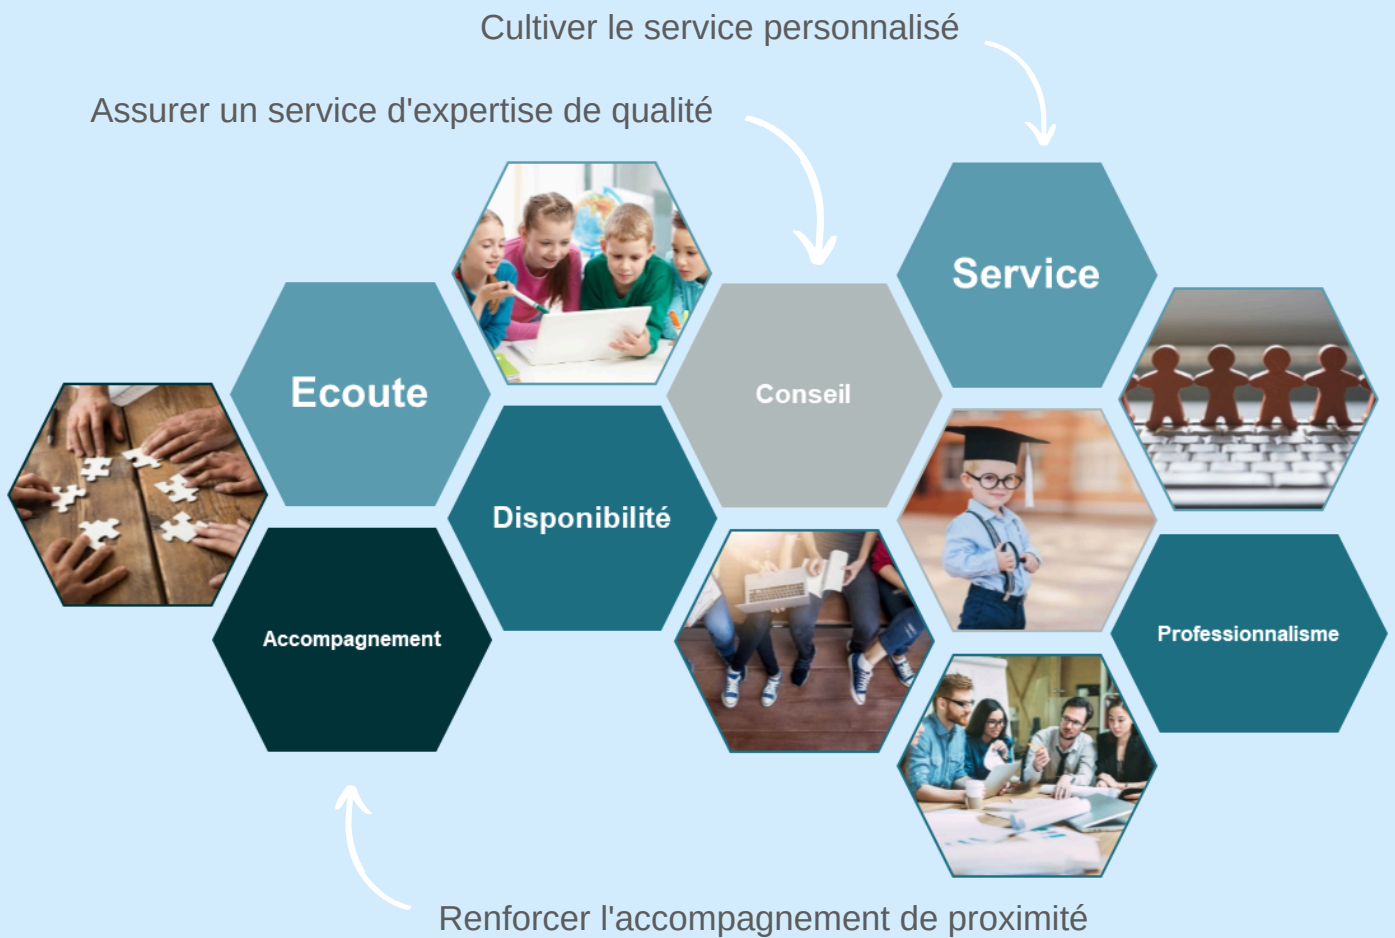 Cultiver le service personnalisé
Assurer un service d'expertise de qualité
Service
Ecoute
Conseil
Disponibilité
Accompagnement
Professionnalisme
Renforcer l'accompagnement de proximité